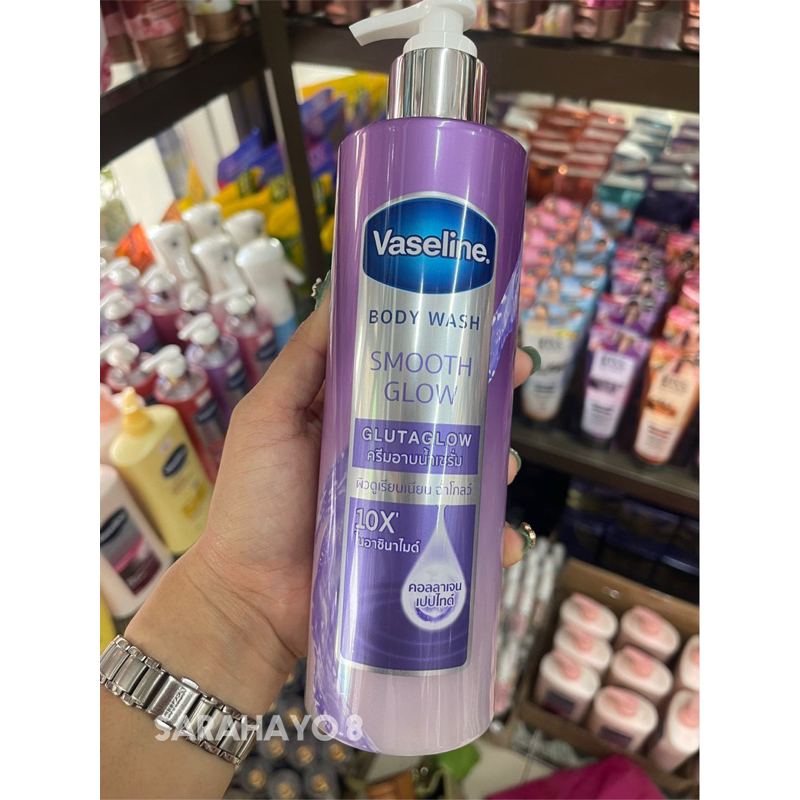 Vaseline.
BODY WASH
SMOOTH
GLOW
GLUTAGLOW
ครีมอาบน้ำเซรั่ม
ผิวดูเรียบเนียน ฉ่ำโกลว์
10X
ไนอาซินาไมด์
คอลลาเจน
เปปไทด์
SARAHAYO 8